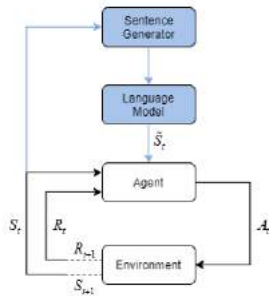 Sentence
Generator
Language
Model
S̃ₜ
Agent
Sₜ
Rₜ
Aₜ
Rₜ₊₁
Environment
Sₜ₊₁